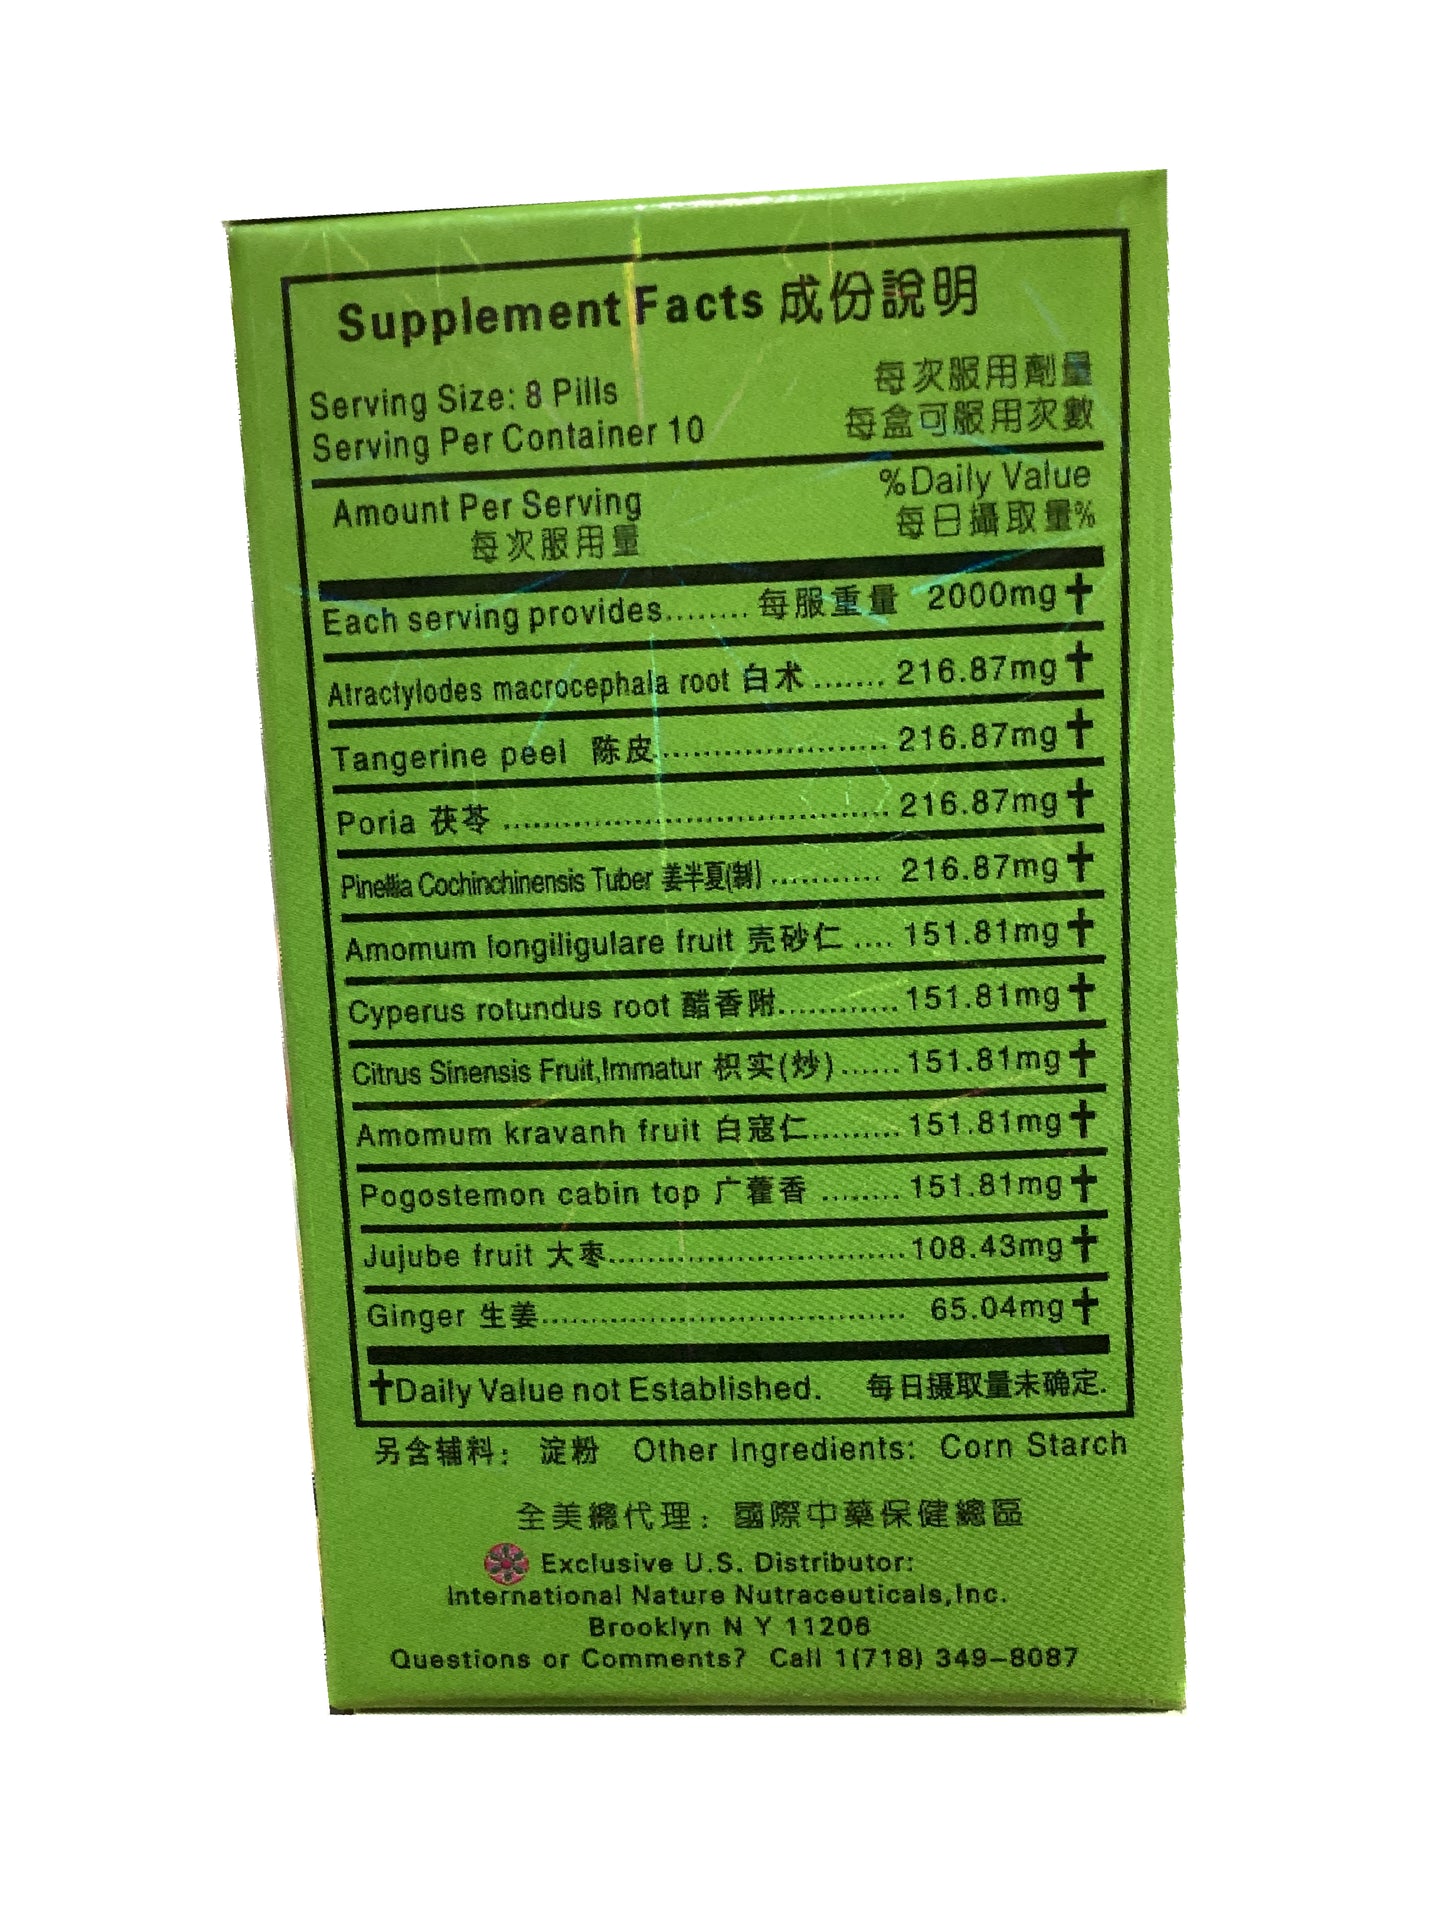 Supplement Facts 成份說明
Serving Size: 8 Pills 每次服用劑量
Serving Per Container 10 每盒可服用次數
Amount Per Serving %Daily Value
每次服用量 每日攝取量%
Each serving provides........每服重量 2000mg✝
Atractylodes macrocephala root 白术.......216.87mg✝
Tangerine peel 陈皮.......................216.87mg✝
Poria 茯苓.......................................216.87mg✝
Pinellia Cochinchinensis Tuber 姜半夏(制)...........216.87mg✝
Amomum longiligulare fruit 壳砂仁....151.81mg✝
Cyperus rotundus root 醋香附............151.81mg✝
Citrus Sinensis Fruit,Immatur 枳实(炒)......151.81mg✝
Amomum kravanh fruit 白寇仁.........151.81mg✝
Pogostemon cabin top 广藿香........151.81mg✝
Jujube fruit 大枣..............................108.43mg✝
Ginger 生姜..................................... 65.04mg✝
✝Daily Value not Established. 每日摄取量未确定.
另含辅料: 淀粉 Other Ingredients: Corn Starch
全美總代理: 國際中藥保健總區
Exclusive U.S. Distributor:
International Nature Nutraceuticals,Inc.
Brooklyn N Y 11206
Questions or Comments? Call 1(718) 349-8087